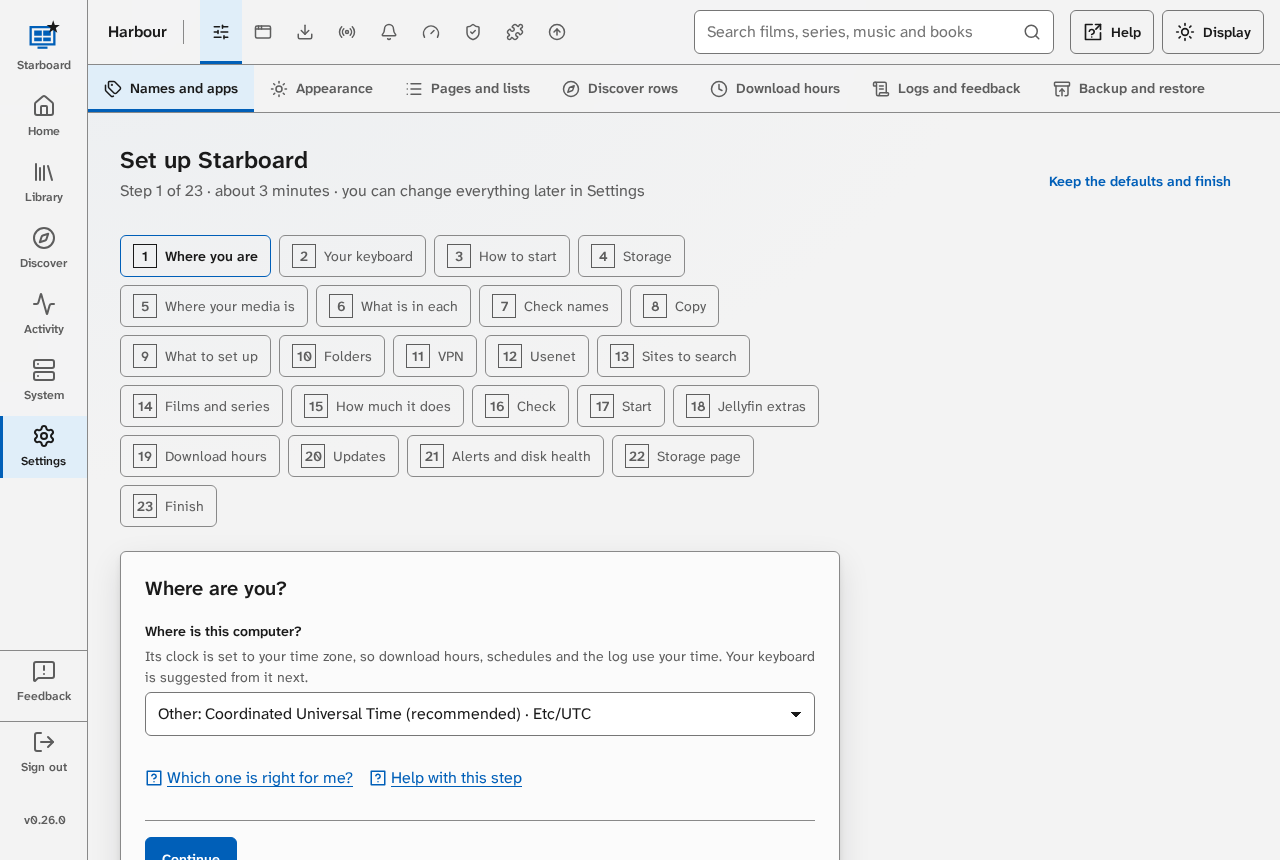 Starboard
Home
Library
Discover
Activity
System
Settings
Feedback
Sign out
v0.26.0
Harbour
Search films, series, music and books
Help
Display
Names and apps
Appearance
Pages and lists
Discover rows
Download hours
Logs and feedback
Backup and restore
Set up Starboard
Step 1 of 23 · about 3 minutes · you can change everything later in Settings
Keep the defaults and finish
1 Where you are
2 Your keyboard
3 How to start
4 Storage
5 Where your media is
6 What is in each
7 Check names
8 Copy
9 What to set up
10 Folders
11 VPN
12 Usenet
13 Sites to search
14 Films and series
15 How much it does
16 Check
17 Start
18 Jellyfin extras
19 Download hours
20 Updates
21 Alerts and disk health
22 Storage page
23 Finish
Where are you?
Where is this computer?
Its clock is set to your time zone, so download hours, schedules and the log use your time. Your keyboard
is suggested from it next.
Other: Coordinated Universal Time (recommended) · Etc/UTC
Which one is right for me?
Help with this step
Continue